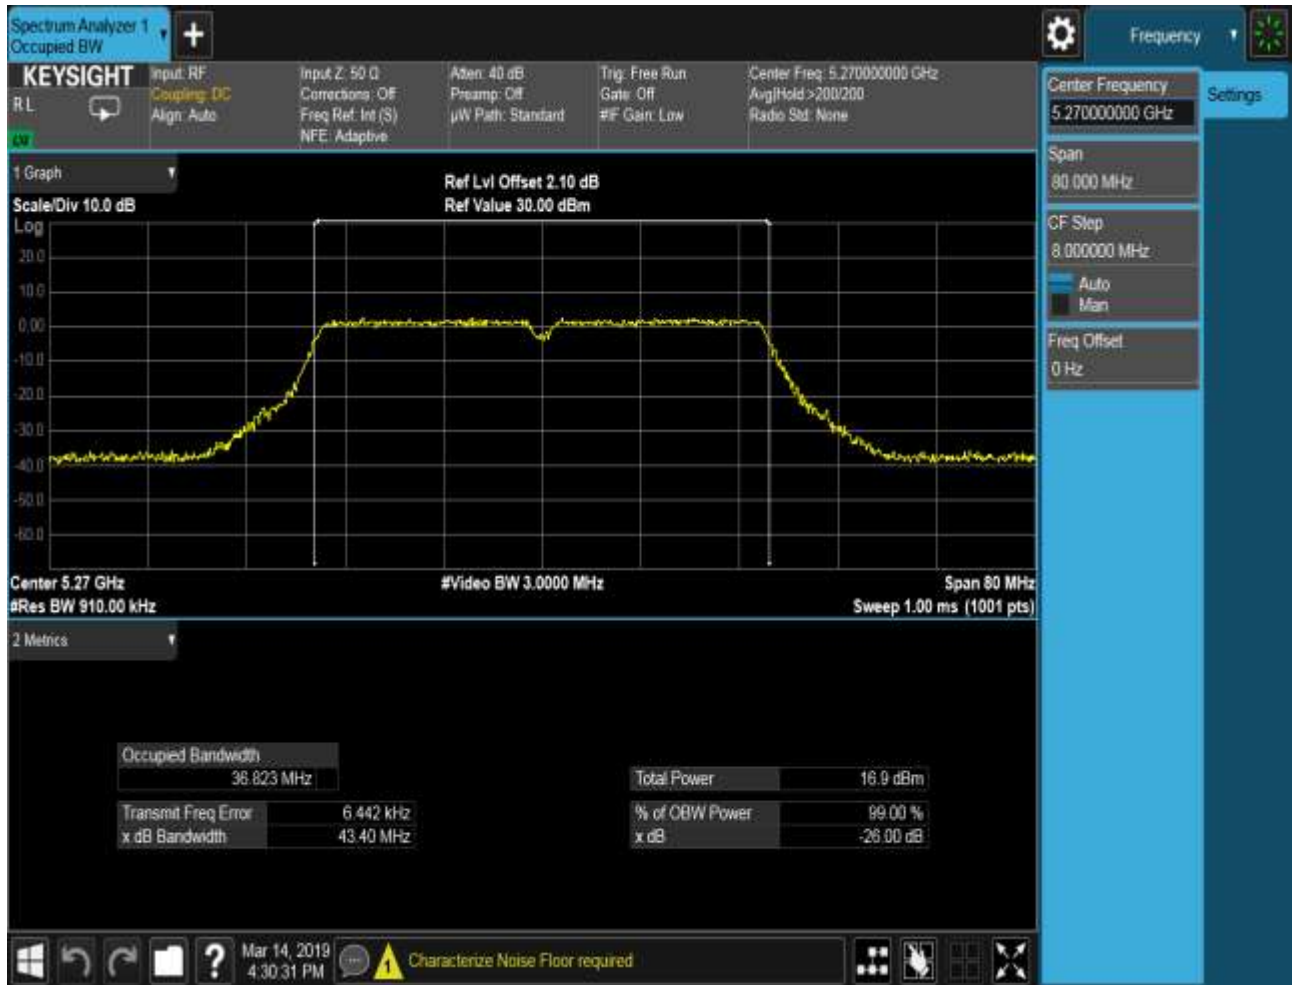 Spectrum Analyzer 1
Occupied BW
Frequency
KEYSIGHT
RL
Input: RF
Coupling: DC
Align: Auto
Input Z: 50 Ω
Corrections: Off
Freq Ref: Int (S)
NFE: Adaptive
Atten: 40 dB
Preamp: Off
µW Path: Standard
Trig: Free Run
Gate: Off
#IF Gain: Low
Center Freq: 5.270000000 GHz
Avg|Hold:>200/200
Radio Std: None
Center Frequency
5.270000000 GHz
Settings
Span
80.000 MHz
CF Step
8.000000 MHz
Auto
Man
Freq Offset
0 Hz
1 Graph
Scale/Div 10.0 dB
Ref Lvl Offset 2.10 dB
Ref Value 30.00 dBm
Log
20.0
10.0
0.00
-10.0
-20.0
-30.0
-40.0
-50.0
-60.0
Center 5.27 GHz
#Video BW 3.0000 MHz
Span 80 MHz
#Res BW 910.00 kHz
Sweep 1.00 ms (1001 pts)
2 Metrics
Occupied Bandwidth
36.823 MHz
Total Power 16.9 dBm
Transmit Freq Error 6.442 kHz
% of OBW Power 99.00 %
x dB Bandwidth 43.40 MHz
x dB -26.00 dB
?
Mar 14, 2019
4:30:31 PM
1
Characterize Noise Floor required